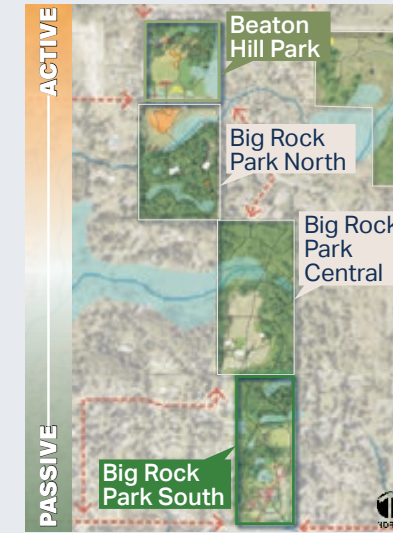 ACTIVE
PASSIVE
Beaton
Hill Park
Big Rock
Park North
Big Rock
Park
Central
Big Rock
Park South